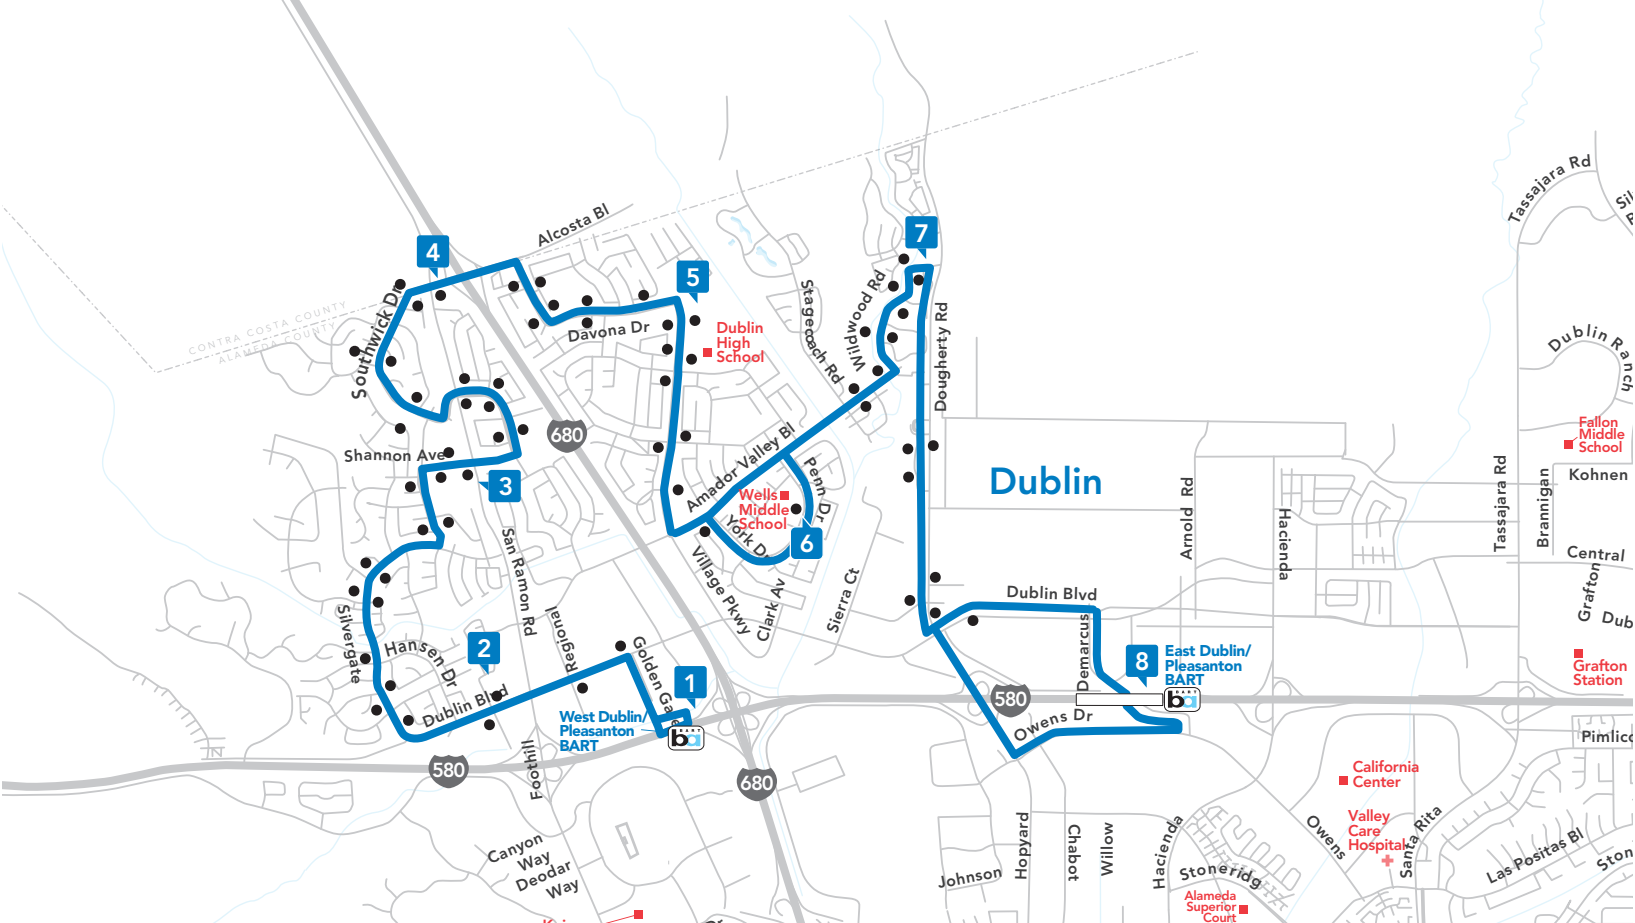 Alcosta Bl
4
CONTRA COSTA COUNTY
ALAMEDA COUNTY
Southwick Dr
5
Davona Dr
Dublin
High
School
7
Stagecoach Rd
Wildwood Rd
Dougherty Rd
Tassajara Rd
Dublin Ranch
Fallon
Middle
School
Kohnen
680
Shannon Ave
3
Amador Valley Bl
Penn Dr
Wells
Middle
School
York Dr
6
Dublin
Arnold Rd
Hacienda
Tassajara Rd
Brannigan
Central
Grafton
Dub
Grafton
Station
San Ramon Rd
Village Pkwy
Clark Av
Sierra Ct
Dublin Blvd
Demarcus
Silvergate
Hansen Dr
2
Regional
Golden Gate
1
8
East Dublin/
Pleasanton
BART
BART
ba
580
Owens Dr
Dublin Blvd
West Dublin/
Pleasanton
BART
BART
ba
580
Foothill
680
Pimlico
California
Center
Valley
Care
Hospital
Owens
Santa Rita
Las Positas Bl
Canyon
Way
Deodar
Way
Johnson
Hopyard
Chabot
Willow
Hacienda
Stoneridg
Alameda
Superior
Court